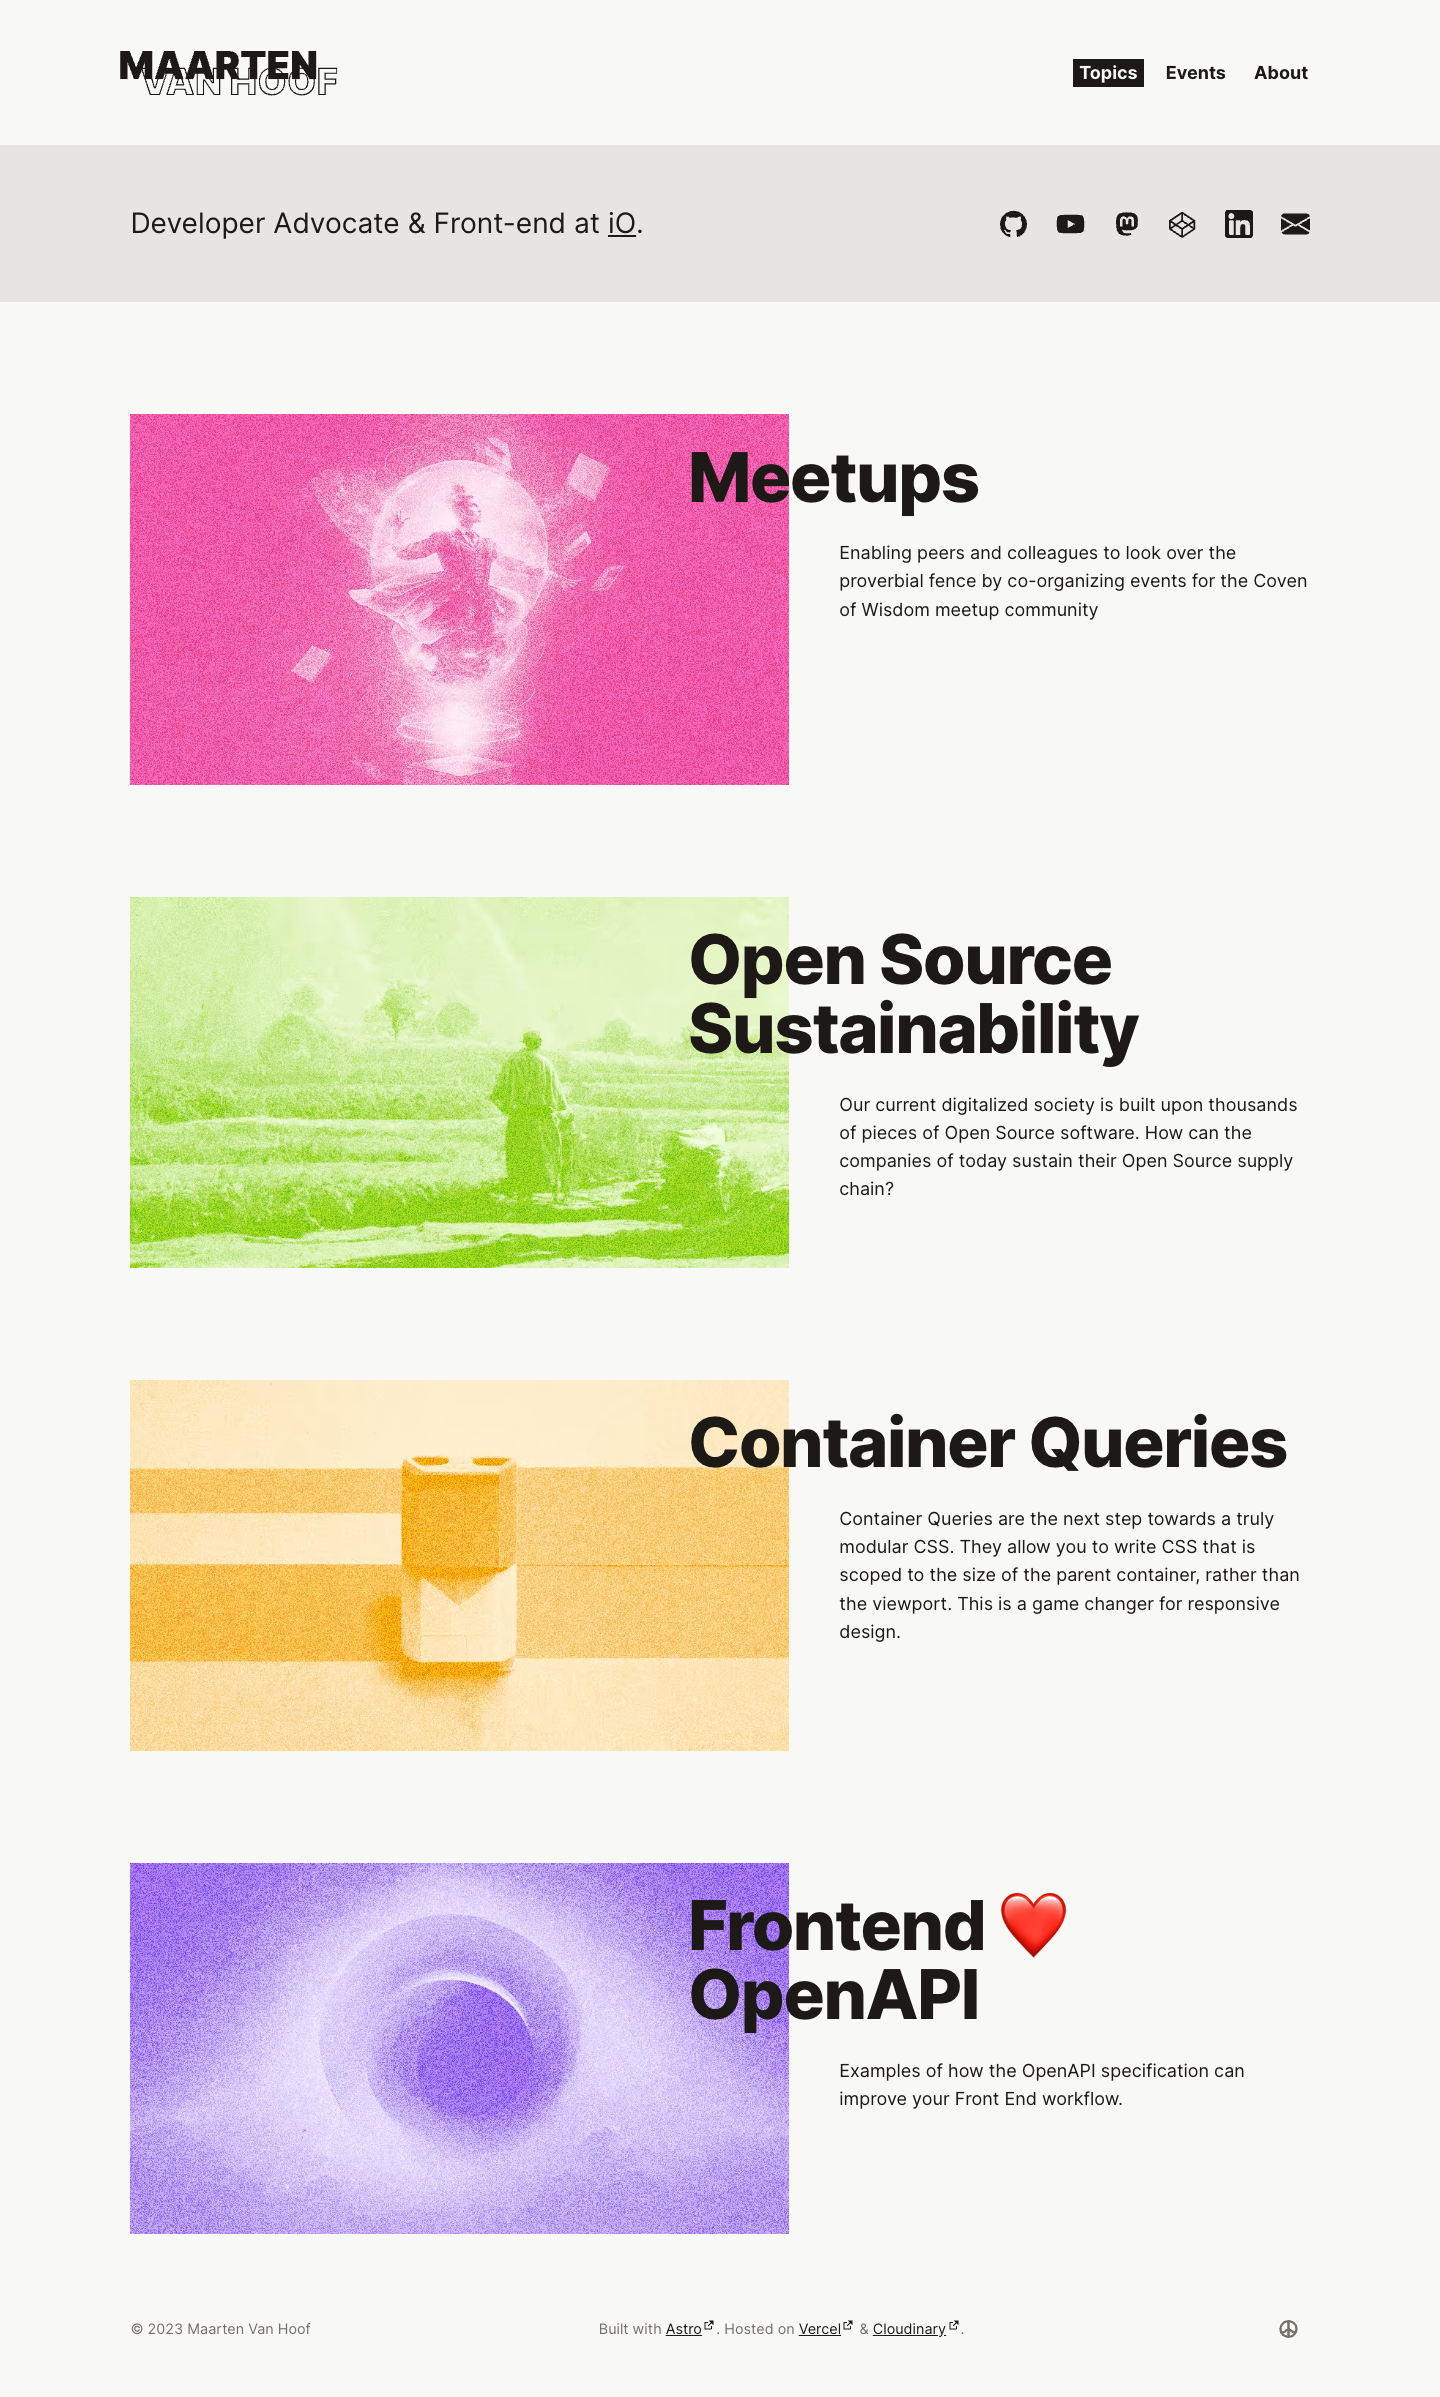 MAARTEN
VAN HOOF
Topics Events About
Developer Advocate & Front-end at iO.
Meetups
Enabling peers and colleagues to look over the
proverbial fence by co-organizing events for the Coven
of Wisdom meetup community
Open Source
Sustainability
Our current digitalized society is built upon thousands
of pieces of Open Source software. How can the
companies of today sustain their Open Source supply
chain?
Container Queries
Container Queries are the next step towards a truly
modular CSS. They allow you to write CSS that is
scoped to the size of the parent container, rather than
the viewport. This is a game changer for responsive
design.
Frontend ❤️
OpenAPI
Examples of how the OpenAPI specification can
improve your Front End workflow.
© 2023 Maarten Van Hoof Built with Astro. Hosted on Vercel & Cloudinary.